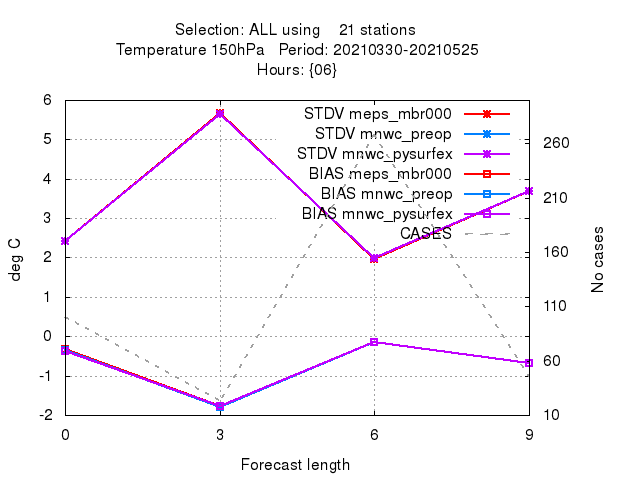 Selection: ALL using    21 stations
Temperature 150hPa   Period: 20210330-20210525
Hours: {06}
STDV meps_mbr000
STDV mnwc_preop
STDV mnwc_pysurfex
BIAS meps_mbr000
BIAS mnwc_preop
BIAS mnwc_pysurfex
CASES
6
5
4
3
2
1
0
-1
-2
deg C
260
210
160
110
60
10
No cases
0 3 6 9
Forecast length